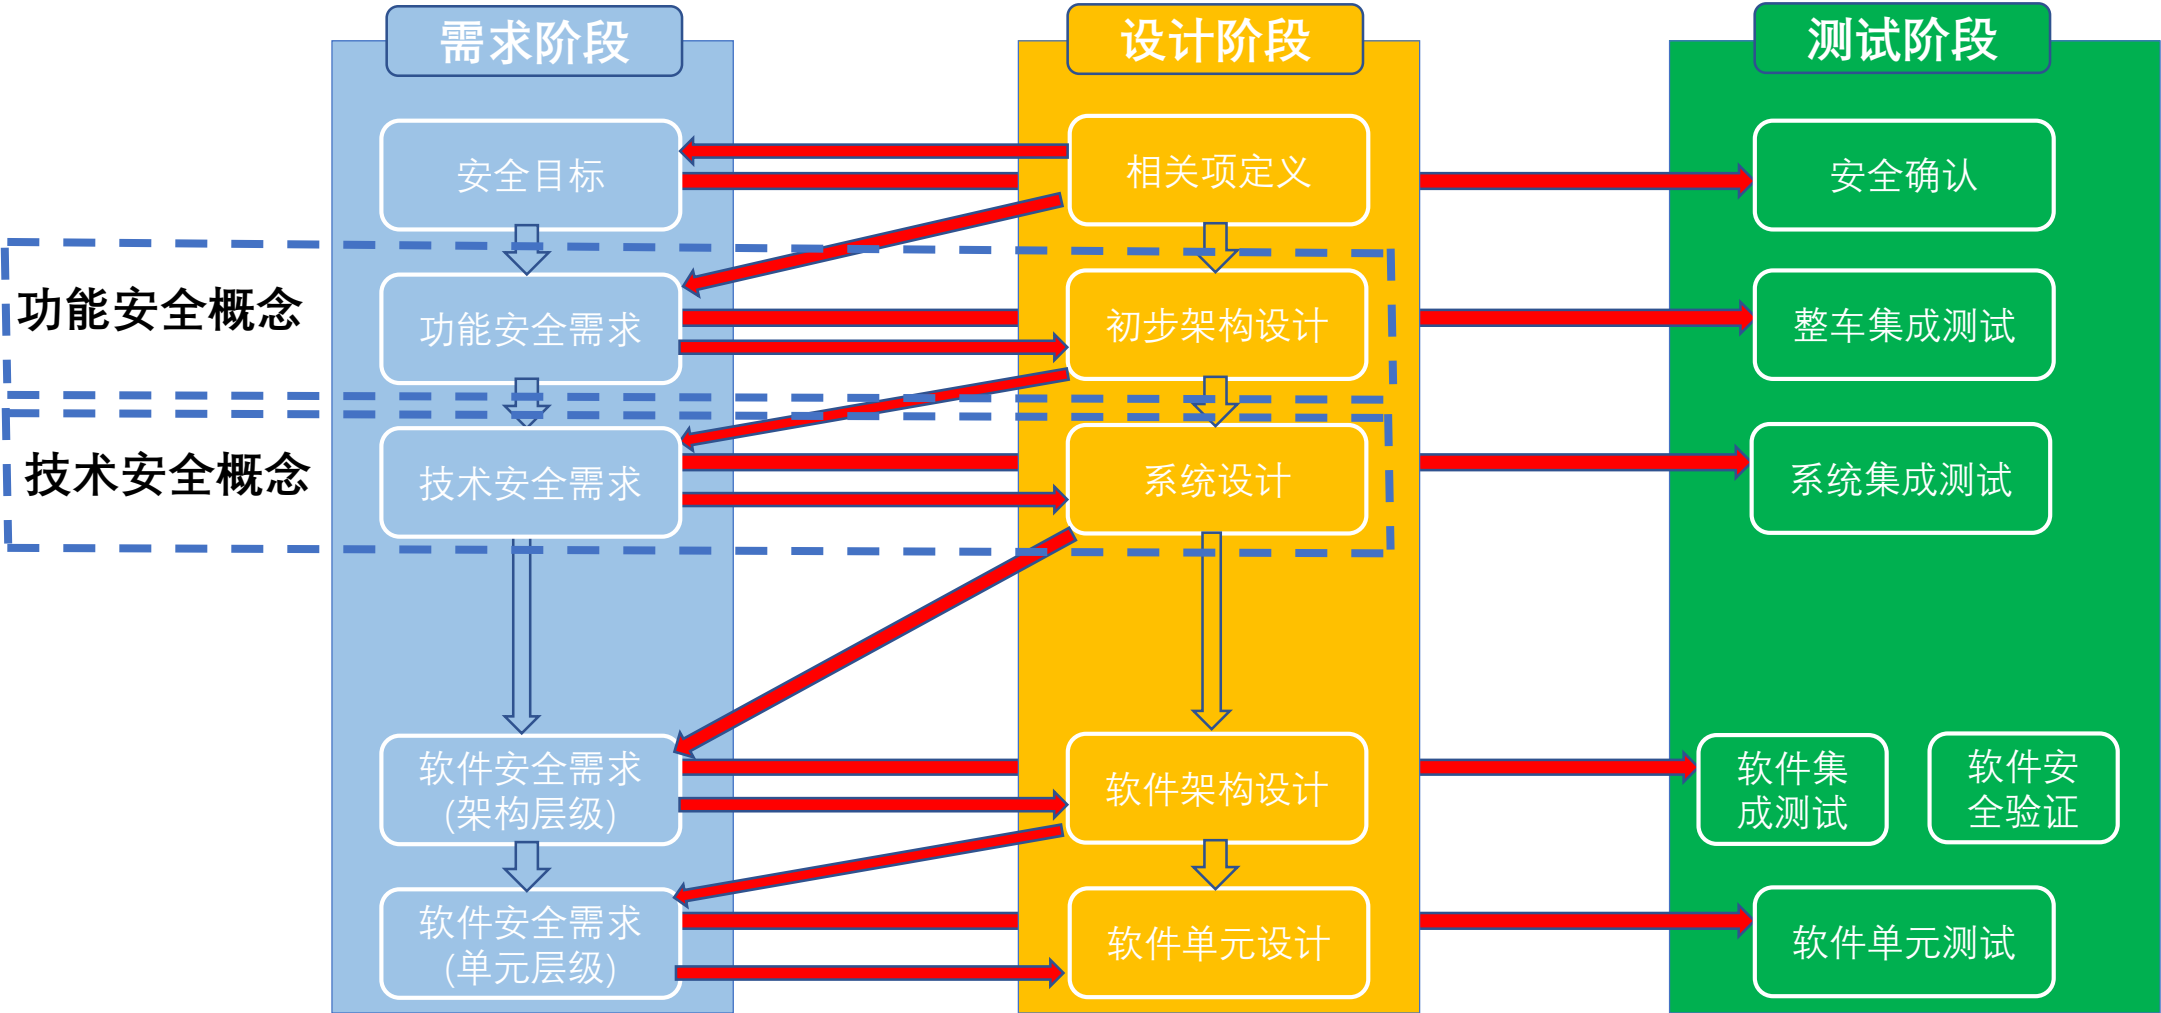 需求阶段
设计阶段
测试阶段
安全目标
相关项定义
安全确认
功能安全概念
功能安全需求
初步架构设计
整车集成测试
技术安全概念
技术安全需求
系统设计
系统集成测试
软件安全需求
(架构层级)
软件架构设计
软件集
成测试
软件安
全验证
软件安全需求
(单元层级)
软件单元设计
软件单元测试